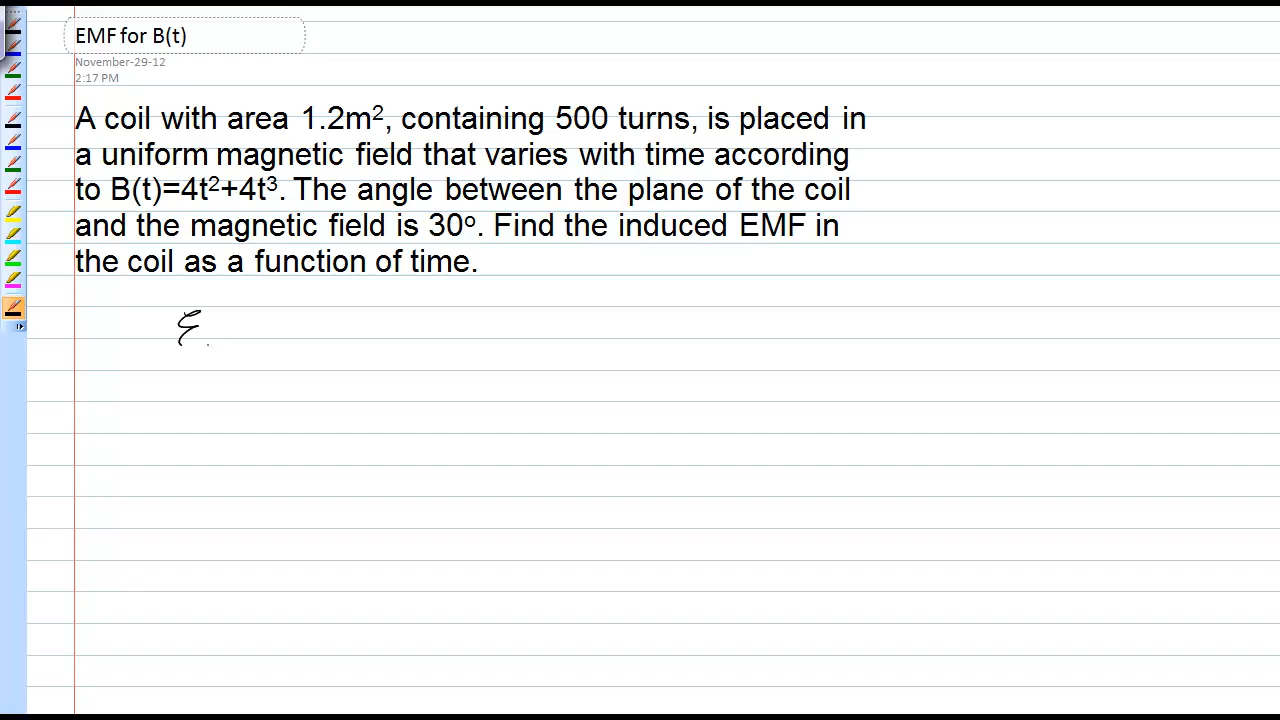 EMF for B(t)
November-29-12
2:17 PM
A coil with area 1.2m², containing 500 turns, is placed in
a uniform magnetic field that varies with time according
to B(t)=4t²+4t³. The angle between the plane of the coil
and the magnetic field is 30º. Find the induced EMF in
the coil as a function of time.
ξ